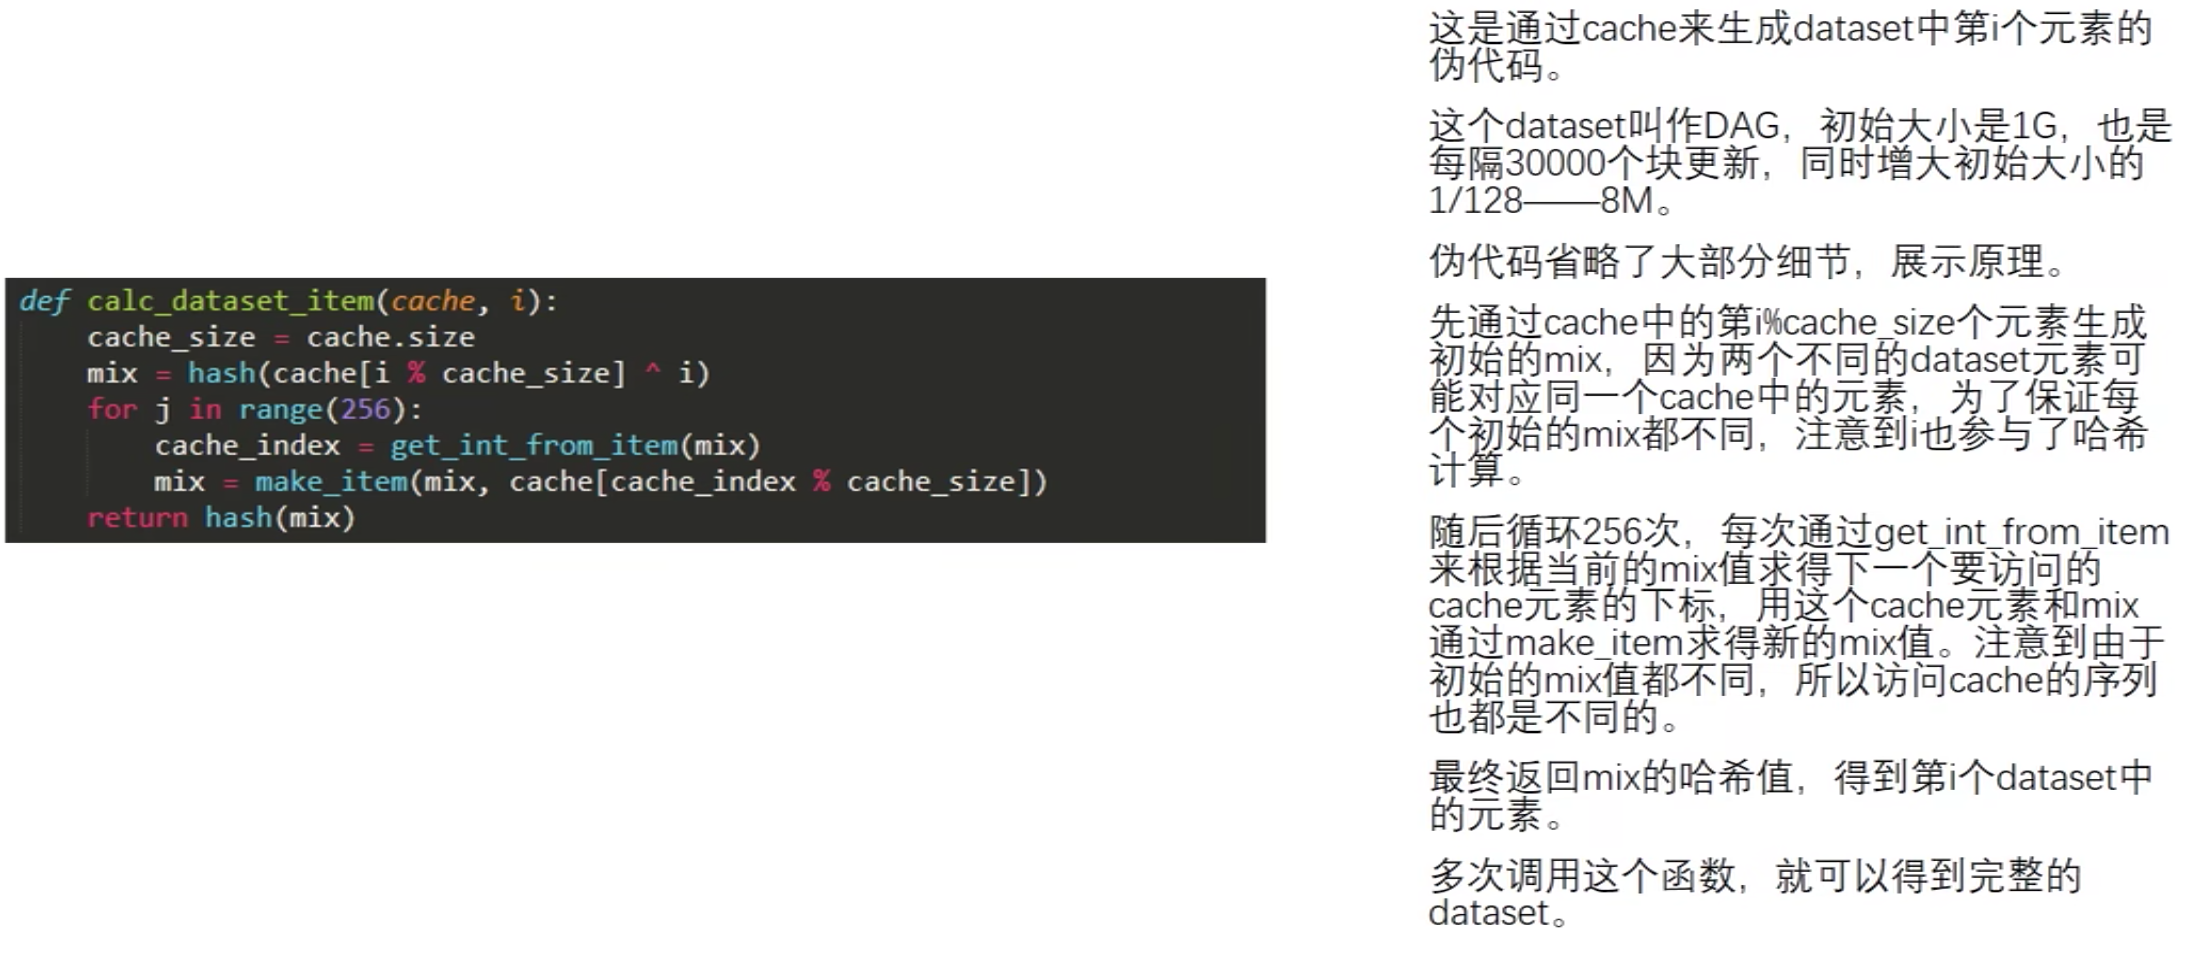 def calc_dataset_item(cache, i):
    cache_size = cache.size
    mix = hash(cache[i % cache_size] ^ i)
    for j in range(256):
        cache_index = get_int_from_item(mix)
        mix = make_item(mix, cache[cache_index % cache_size])
    return hash(mix)
这是通过cache来生成dataset中第i个元素的
伪代码。
这个dataset叫作DAG，初始大小是1G，也是
每隔30000个块更新，同时增大初始大小的
1/128——8M。
伪代码省略了大部分细节，展示原理。
先通过cache中的第i%cache_size个元素生成
初始的mix，因为两个不同的dataset元素可
能对应同一个cache中的元素，为了保证每
个初始的mix都不同，注意到i也参与了哈希
计算。
随后循环256次，每次通过get_int_from_item
来根据当前的mix值求得下一个要访问的
cache元素的下标，用这个cache元素和mix
通过make_item求得新的mix值。注意到由于
初始的mix值都不同，所以访问cache的序列
也都是不同的。
最终返回mix的哈希值，得到第i个dataset中
的元素。
多次调用这个函数，就可以得到完整的
dataset。